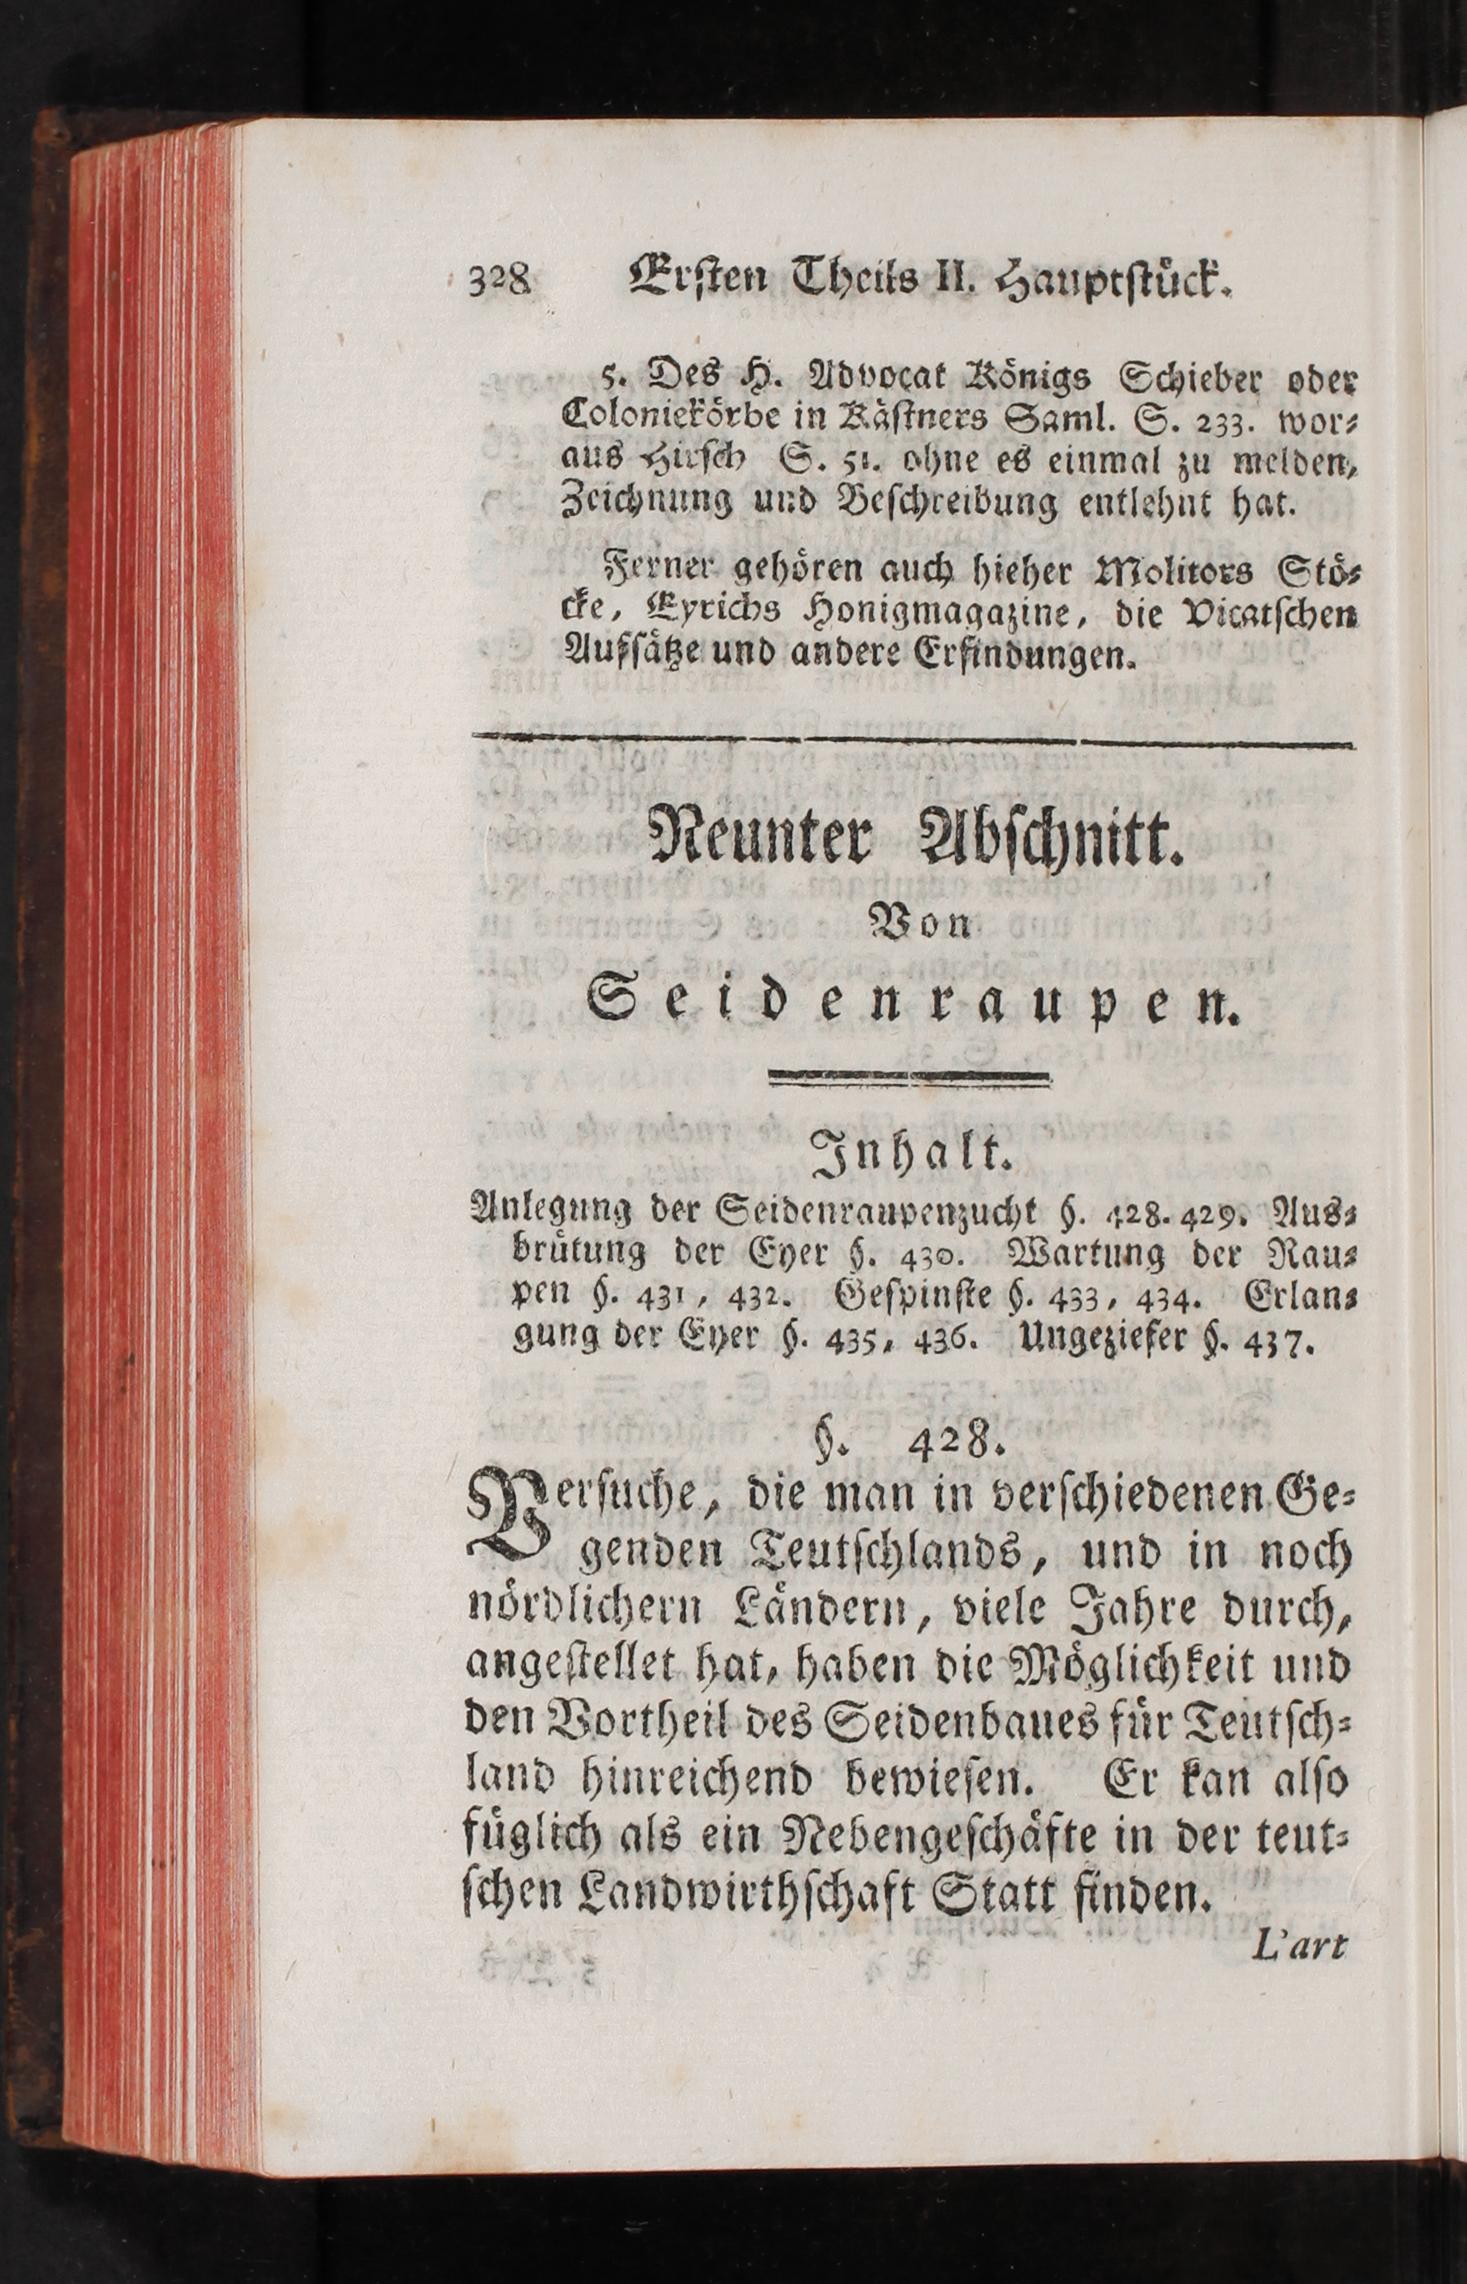 328 Ersten Theils II. Hauptstück.
5. Des H. Advocat Königs Schieber oder
Coloniekörbe in Kästners Saml. S. 233. wor-
aus Hirsch S. 51. ohne es einmal zu melden,
Zeichnung und Beschreibung entlehnt hat.
Ferner gehören auch hieher Molitors Stö-
cke, Eyrichs Honigmagazine, die Vicatschen
Aufsätze und andere Erfindungen.
Neunter Abschnitt.
Von
Seidenraupen.
Inhalt.
Anlegung der Seidenraupenzucht §. 428. 429. Aus-
brütung der Eyer §. 430. Wartung der Rau-
pen §. 431, 432. Gespinste §. 433, 434. Erlan-
gung der Eyer §. 435, 436. Ungeziefer §. 437.
§. 428.
Versuche, die man in verschiedenen Ge-
genden Teutschlands, und in noch
nördlichern Ländern, viele Jahre durch,
angestellet hat, haben die Möglichkeit und
den Vortheil des Seidenbaues für Teutsch-
land hinreichend bewiesen. Er kan also
füglich als ein Nebengeschäfte in der teut-
schen Landwirthschaft Statt finden.
L'art